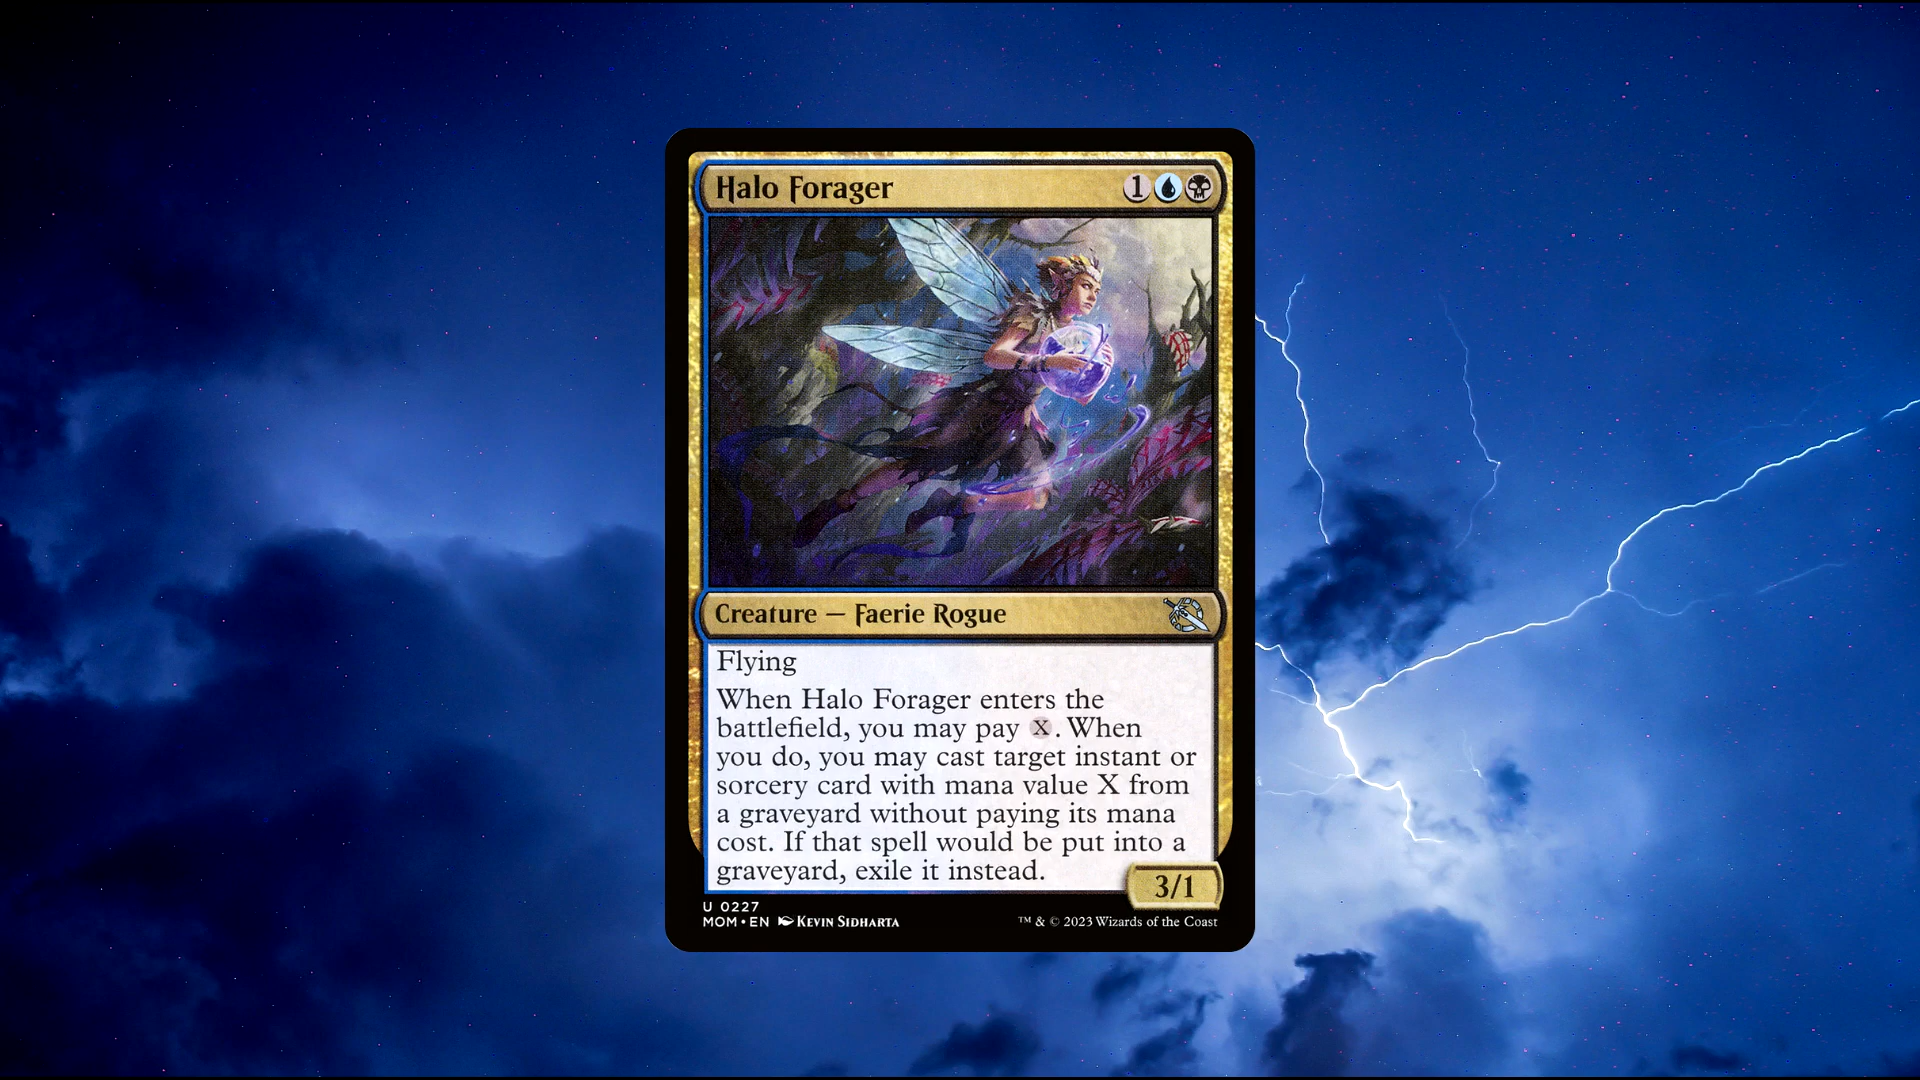 Halo Forager 1
Creature — Faerie Rogue
Flying
When Halo Forager enters the
battlefield, you may pay X. When
you do, you may cast target instant or
sorcery card with mana value X from
a graveyard without paying its mana
cost. If that spell would be put into a
graveyard, exile it instead.
3/1
U 0227
MOM • EN Kevin Sidharta
™ & © 2023 Wizards of the Coast